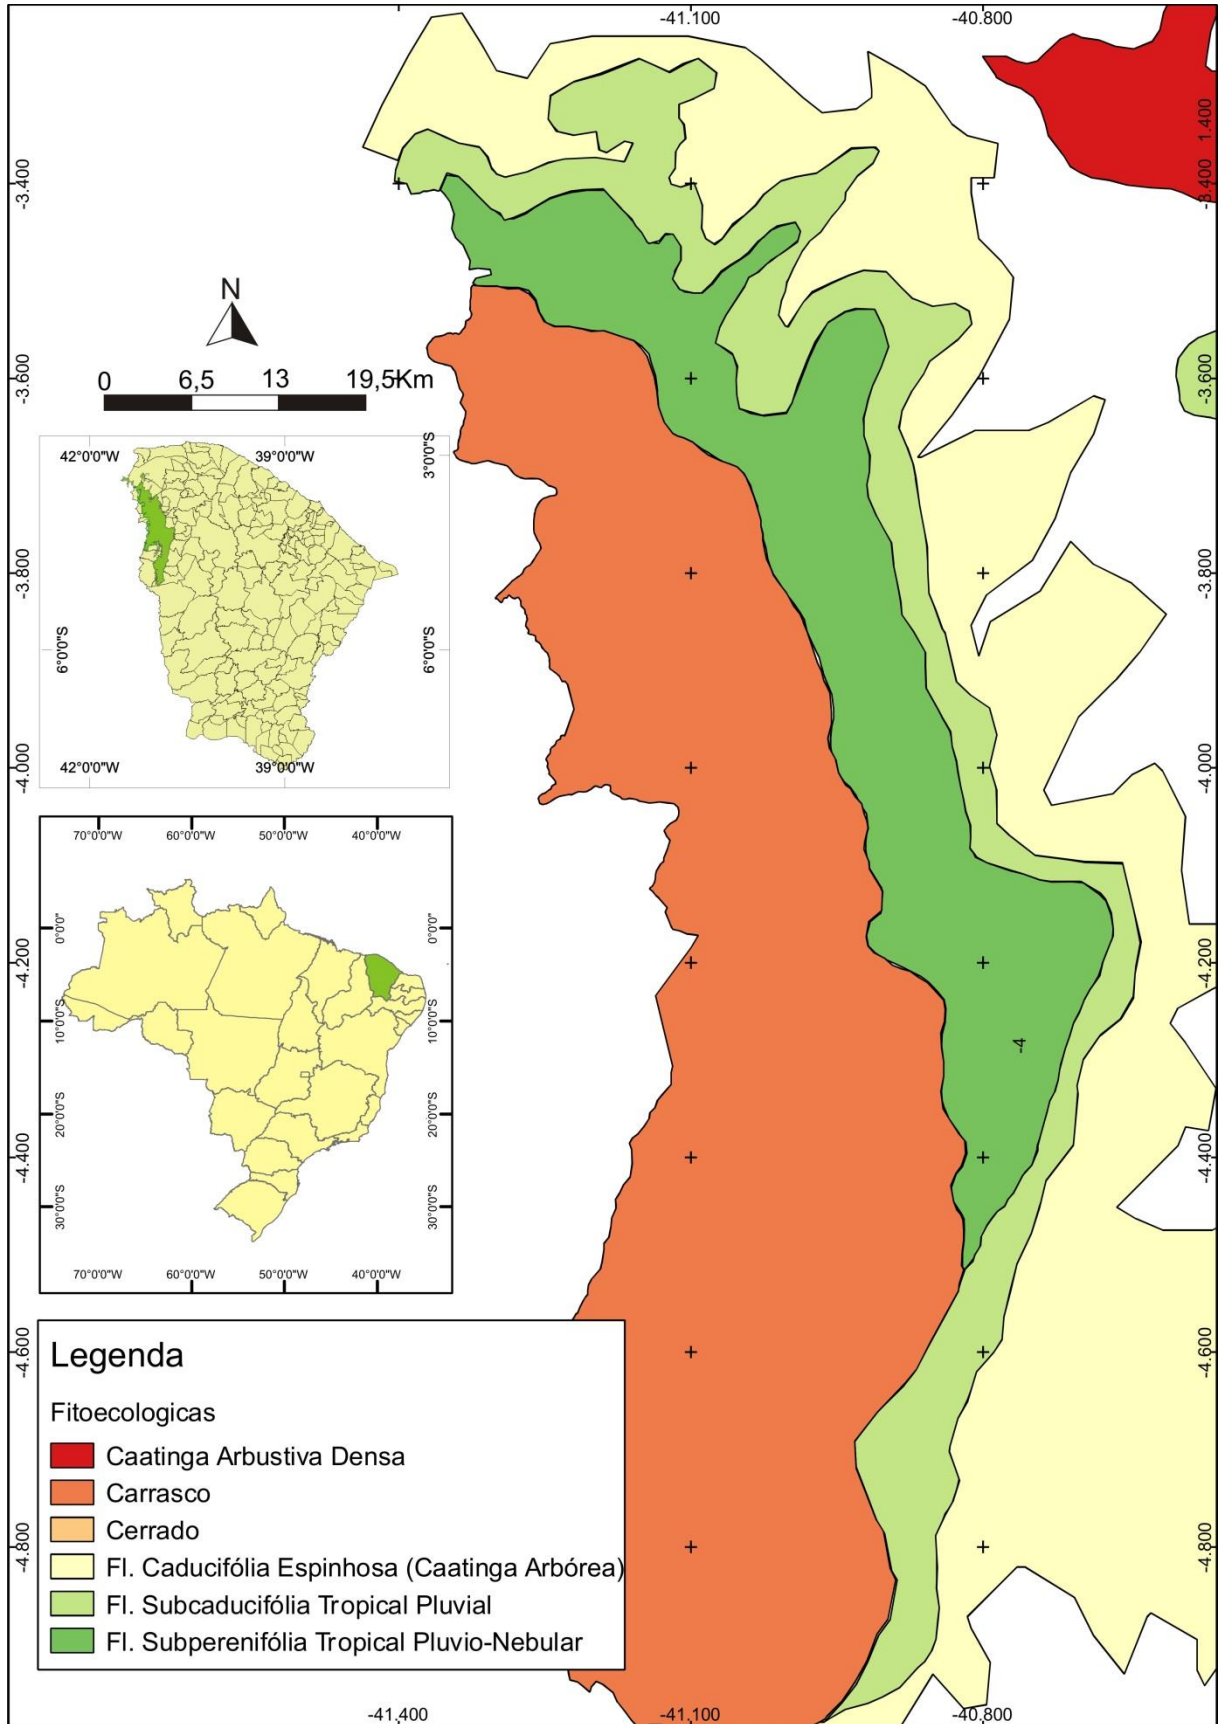 -41.100
-40.800
1.400
-3.400
-3.400
N
0
6,5
13
19,5Km
-3.600
-3.600
42°0'0"W
39°0'0"W
3°0'0"S
-3.800
-3.800
6°0'0"S
6°0'0"S
42°0'0"W
39°0'0"W
-4.000
-4.000
70°0'0"W
60°0'0"W
50°0'0"W
40°0'0"W
0°0'0"
0°0'0"
-4.200
-4.200
10°0'0"S
10°0'0"S
-4
20°0'0"S
20°0'0"S
-4.400
-4.400
30°0'0"S
30°0'0"S
70°0'0"W
60°0'0"W
50°0'0"W
40°0'0"W
-4.600
-4.600
Legenda
Fitoecologicas
Caatinga Arbustiva Densa
Carrasco
Cerrado
Fl. Caducifólia Espinhosa (Caatinga Arbórea)
Fl. Subcaducifólia Tropical Pluvial
Fl. Subperenifólia Tropical Pluvio-Nebular
-4.800
-4.800
-41.400
-41.100
-40.800